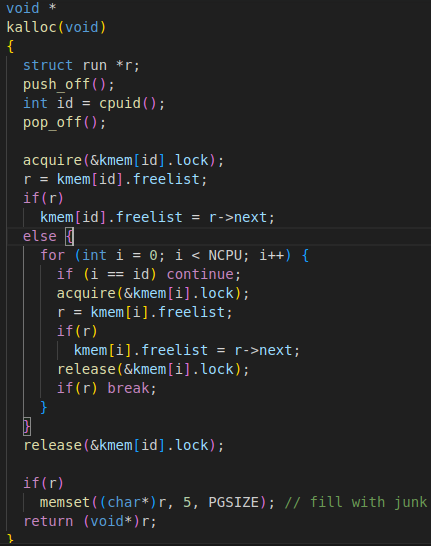 void *
kalloc(void)
{
  struct run *r;
  push_off();
  int id = cpuid();
  pop_off();

  acquire(&kmem[id].lock);
  r = kmem[id].freelist;
  if(r)
    kmem[id].freelist = r->next;
  else {
    for (int i = 0; i < NCPU; i++) {
      if (i == id) continue;
      acquire(&kmem[i].lock);
      r = kmem[i].freelist;
      if(r)
        kmem[i].freelist = r->next;
      release(&kmem[i].lock);
      if(r) break;
    }
  }
  release(&kmem[id].lock);

  if(r)
    memset((char*)r, 5, PGSIZE); // fill with junk
  return (void*)r;
}